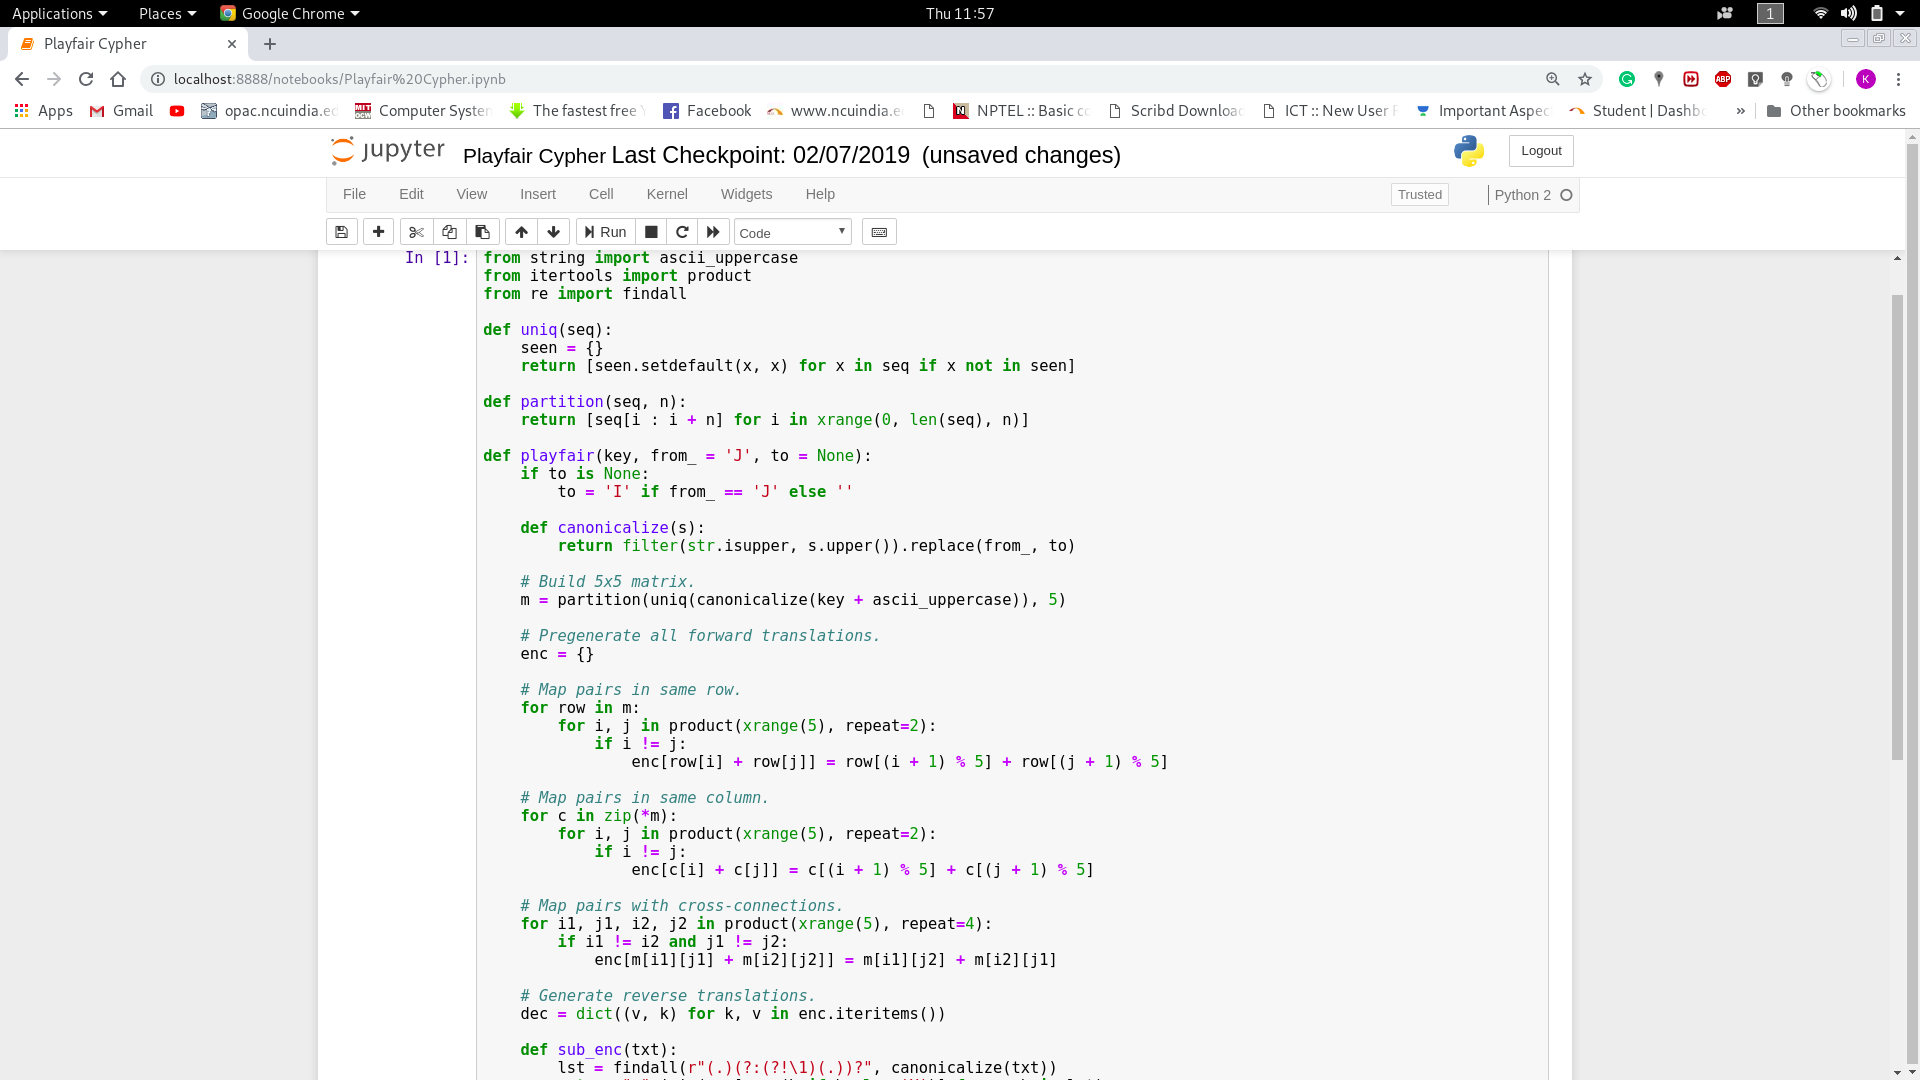 Applications Places Google Chrome Thu 11:57 1
Playfair Cypher
localhost:8888/notebooks/Playfair%20Cypher.ipynb ABP K
Apps Gmail opac.ncuindia.ed MIT OCW Computer System The fastest free Facebook www.ncuindia.e NPTEL :: Basic co Scribd Downloa ICT :: New User Important Aspec Student | Dashb » Other bookmarks
jupyter Playfair Cypher Last Checkpoint: 02/07/2019 (unsaved changes) Logout
File Edit View Insert Cell Kernel Widgets Help Trusted Python 2
Run Code
In [1]: from string import ascii_uppercase
from itertools import product
from re import findall
def uniq(seq):
    seen = {}
    return [seen.setdefault(x, x) for x in seq if x not in seen]
def partition(seq, n):
    return [seq[i : i + n] for i in xrange(0, len(seq), n)]
def playfair(key, from_ = 'J', to = None):
    if to is None:
        to = 'I' if from_ == 'J' else ''
    def canonicalize(s):
        return filter(str.isupper, s.upper()).replace(from_, to)
    # Build 5x5 matrix.
    m = partition(uniq(canonicalize(key + ascii_uppercase)), 5)
    # Pregenerate all forward translations.
    enc = {}
    # Map pairs in same row.
    for row in m:
        for i, j in product(xrange(5), repeat=2):
            if i != j:
                enc[row[i] + row[j]] = row[(i + 1) % 5] + row[(j + 1) % 5]
    # Map pairs in same column.
    for c in zip(*m):
        for i, j in product(xrange(5), repeat=2):
            if i != j:
                enc[c[i] + c[j]] = c[(i + 1) % 5] + c[(j + 1) % 5]
    # Map pairs with cross-connections.
    for i1, j1, i2, j2 in product(xrange(5), repeat=4):
        if i1 != i2 and j1 != j2:
            enc[m[i1][j1] + m[i2][j2]] = m[i1][j2] + m[i2][j1]
    # Generate reverse translations.
    dec = dict((v, k) for k, v in enc.iteritems())
    def sub_enc(txt):
        lst = findall(r"(.)(?:(?!\1)(.))?", canonicalize(txt))